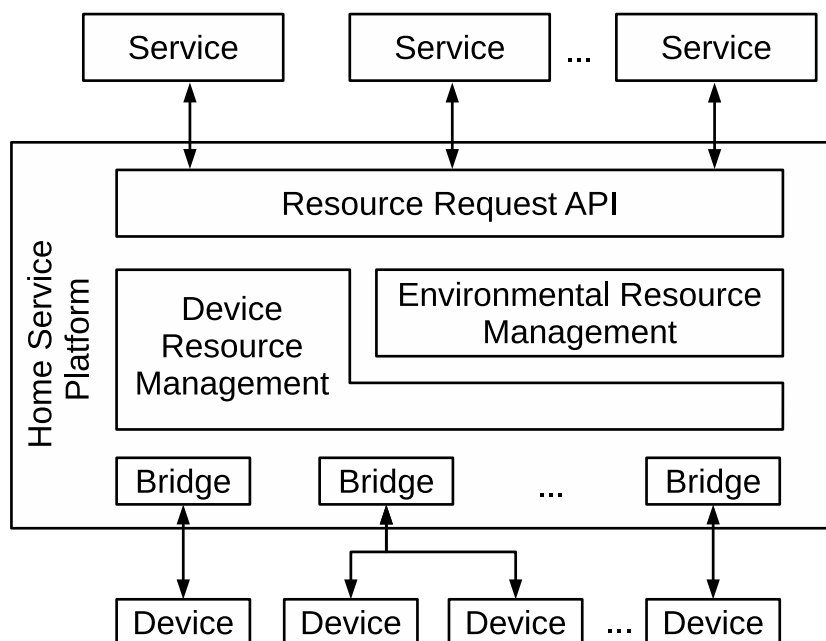 Service
Service
...
Service
Resource Request API
Home Service
Platform
Device
Resource
Management
Environmental Resource
Management
Bridge
Bridge
...
Bridge
Device
Device
Device
...
Device